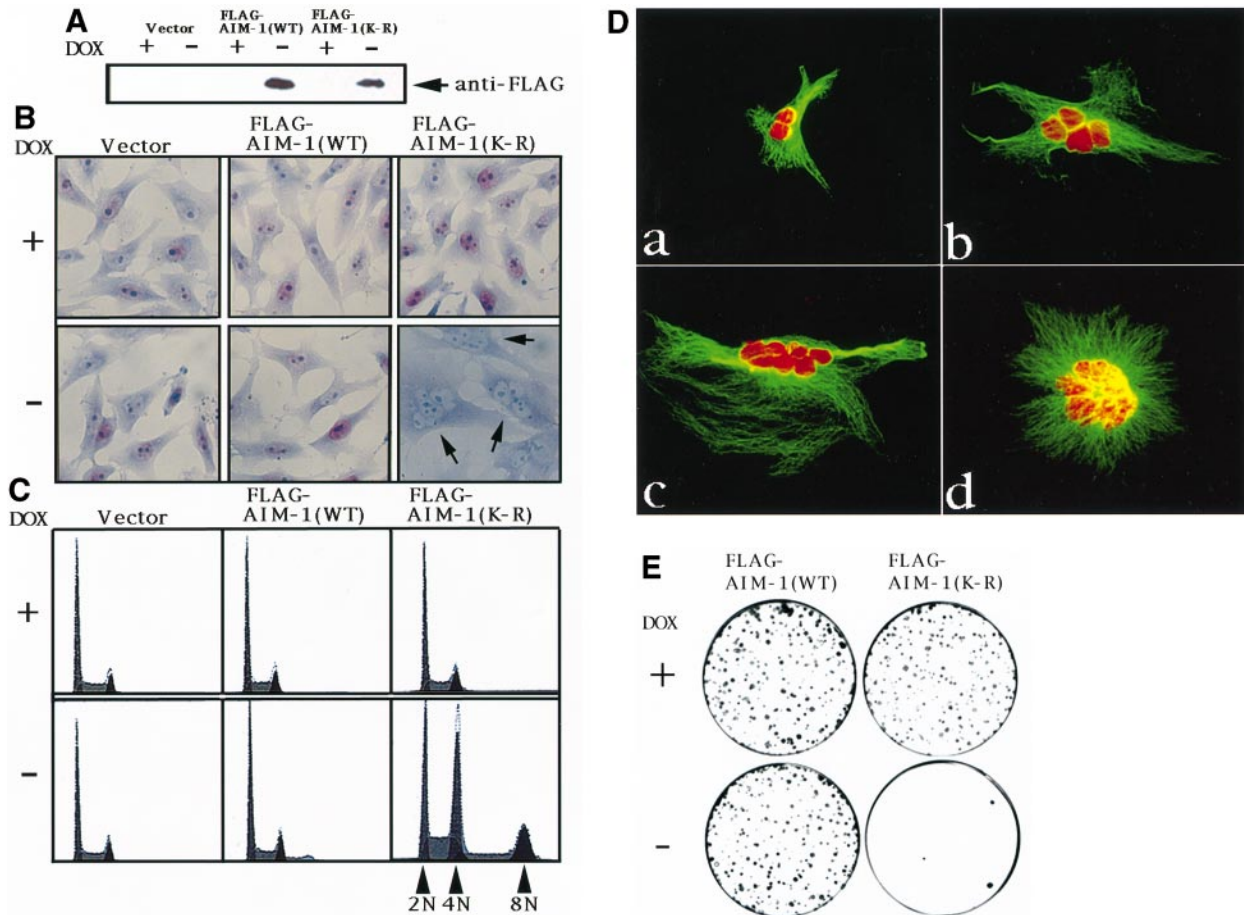 A
Vector
FLAG-
AIM-1(WT)
FLAG-
AIM-1(K-R)
DOX + - + - + -
anti-FLAG
B
DOX
Vector
FLAG-
AIM-1(WT)
FLAG-
AIM-1(K-R)
+
-
C
DOX
Vector
FLAG-
AIM-1(WT)
FLAG-
AIM-1(K-R)
+
-
2N 4N 8N
D
a
b
c
d
E
FLAG-
AIM-1(WT)
FLAG-
AIM-1(K-R)
DOX
+
-